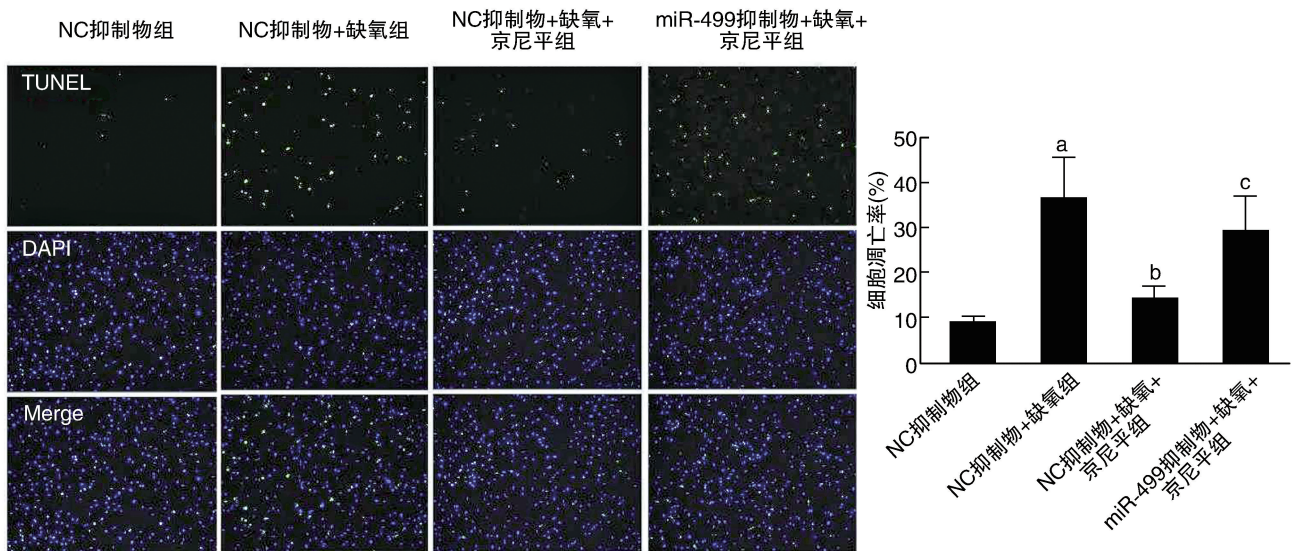 NC抑制物组
NC抑制物+缺氧组
NC抑制物+缺氧+
京尼平组
miR-499抑制物+缺氧+
京尼平组
TUNEL
DAPI
Merge
细胞凋亡率(%)
50
40
30
20
10
0
a
b
c
NC抑制物组
NC抑制物+缺氧组
NC抑制物+缺氧+
京尼平组
miR-499抑制物+缺氧+
京尼平组